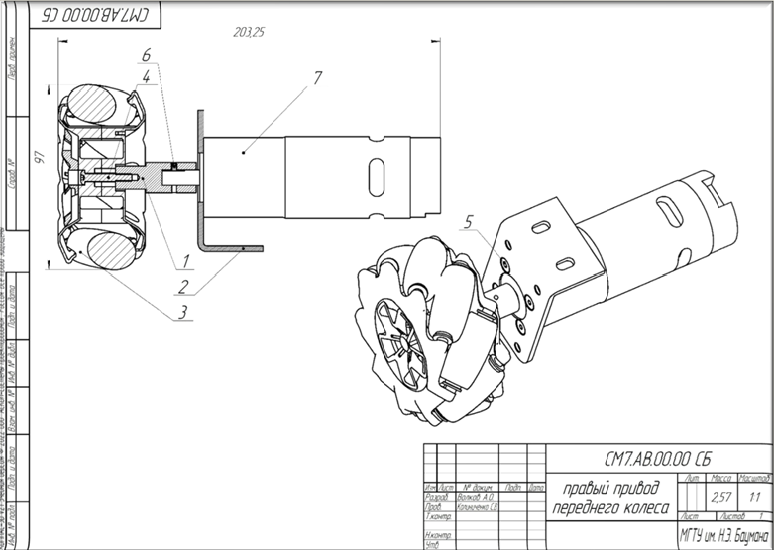 СМ7.АВ.00.00 СБ
203,25
97
6
4
7
5
1
2
3
Перв. примен.
Справ. №
Подп. и дата
Инв. № дубл.
Взам. инв. №
Подп. и дата
Инв. № подл.
СМ7.АВ.00.00 СБ
Изм. Лист № докум. Подп. Дата
Разраб. Волков А.О.
Пров.
Т.контр.
Н.контр.
Утв.
правый привод
переднего колеса
Лит. Масса Масштаб
2,57 1:1
Лист Листов 1
МГТУ им. Н.Э. Баумана